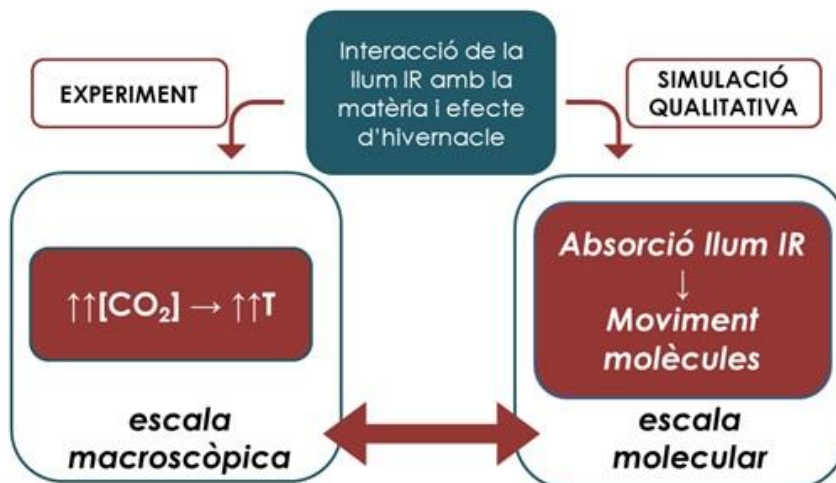 Interacció de la
llum IR amb la
matèria i efecte
d'hivernacle
EXPERIMENT
SIMULACIÓ
QUALITATIVA
↑↑[CO₂] → ↑↑T
escala
macroscòpica
Absorció llum IR
↓
Moviment
molècules
escala
molecular